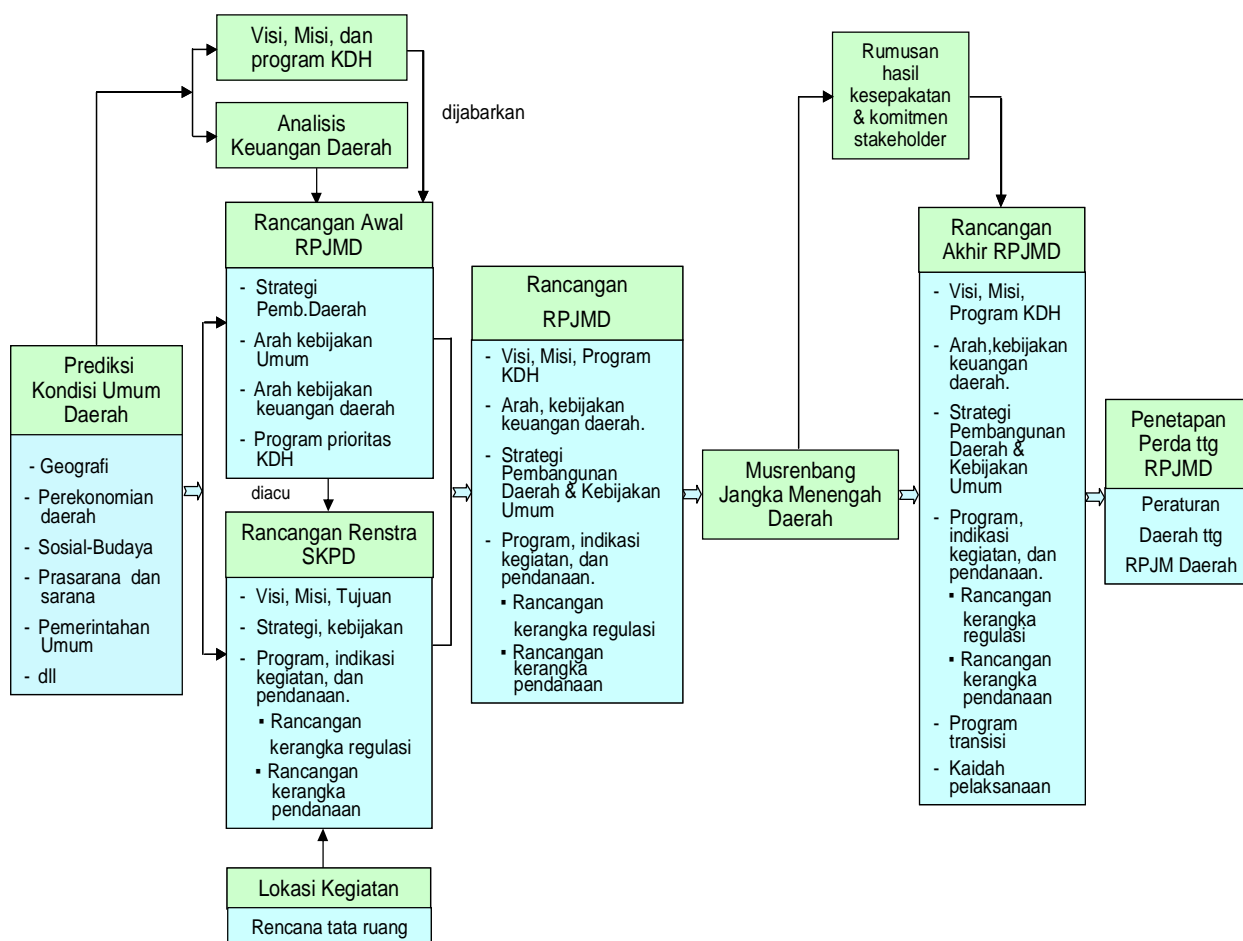 Visi, Misi, dan
program KDH
dijabarkan
Analisis
Keuangan Daerah
Rumusan
hasil
kesepakatan
& komitmen
stakeholder
Prediksi
Kondisi Umum
Daerah
- Geografi
- Perekonomian
daerah
- Sosial-Budaya
- Prasarana dan
sarana
- Pemerintahan
Umum
- dll
Rancangan Awal
RPJMD
- Strategi
Pemb.Daerah
- Arah kebijakan
Umum
- Arah kebijakan
keuangan daerah
- Program prioritas
KDH
diacu
Rancangan Renstra
SKPD
- Visi, Misi, Tujuan
- Strategi, kebijakan
- Program, indikasi
kegiatan, dan
pendanaan.
▪ Rancangan
kerangka regulasi
▪ Rancangan
kerangka
pendanaan
Lokasi Kegiatan
Rencana tata ruang
Rancangan
RPJMD
- Visi, Misi, Program
KDH
- Arah, kebijakan
keuangan daerah.
- Strategi
Pembangunan
Daerah & Kebijakan
Umum
- Program, indikasi
kegiatan, dan
pendanaan.
▪ Rancangan
kerangka regulasi
▪ Rancangan
kerangka
pendanaan
Musrenbang
Jangka Menengah
Daerah
Rancangan
Akhir RPJMD
- Visi, Misi,
Program KDH
- Arah,kebijakan
keuangan
daerah.
- Strategi
Pembangunan
Daerah &
Kebijakan
Umum
- Program,
indikasi
kegiatan, dan
pendanaan.
▪ Rancangan
kerangka
regulasi
▪ Rancangan
kerangka
pendanaan
- Program
transisi
- Kaidah
pelaksanaan
Penetapan
Perda ttg
RPJMD
Peraturan
Daerah ttg
RPJM Daerah